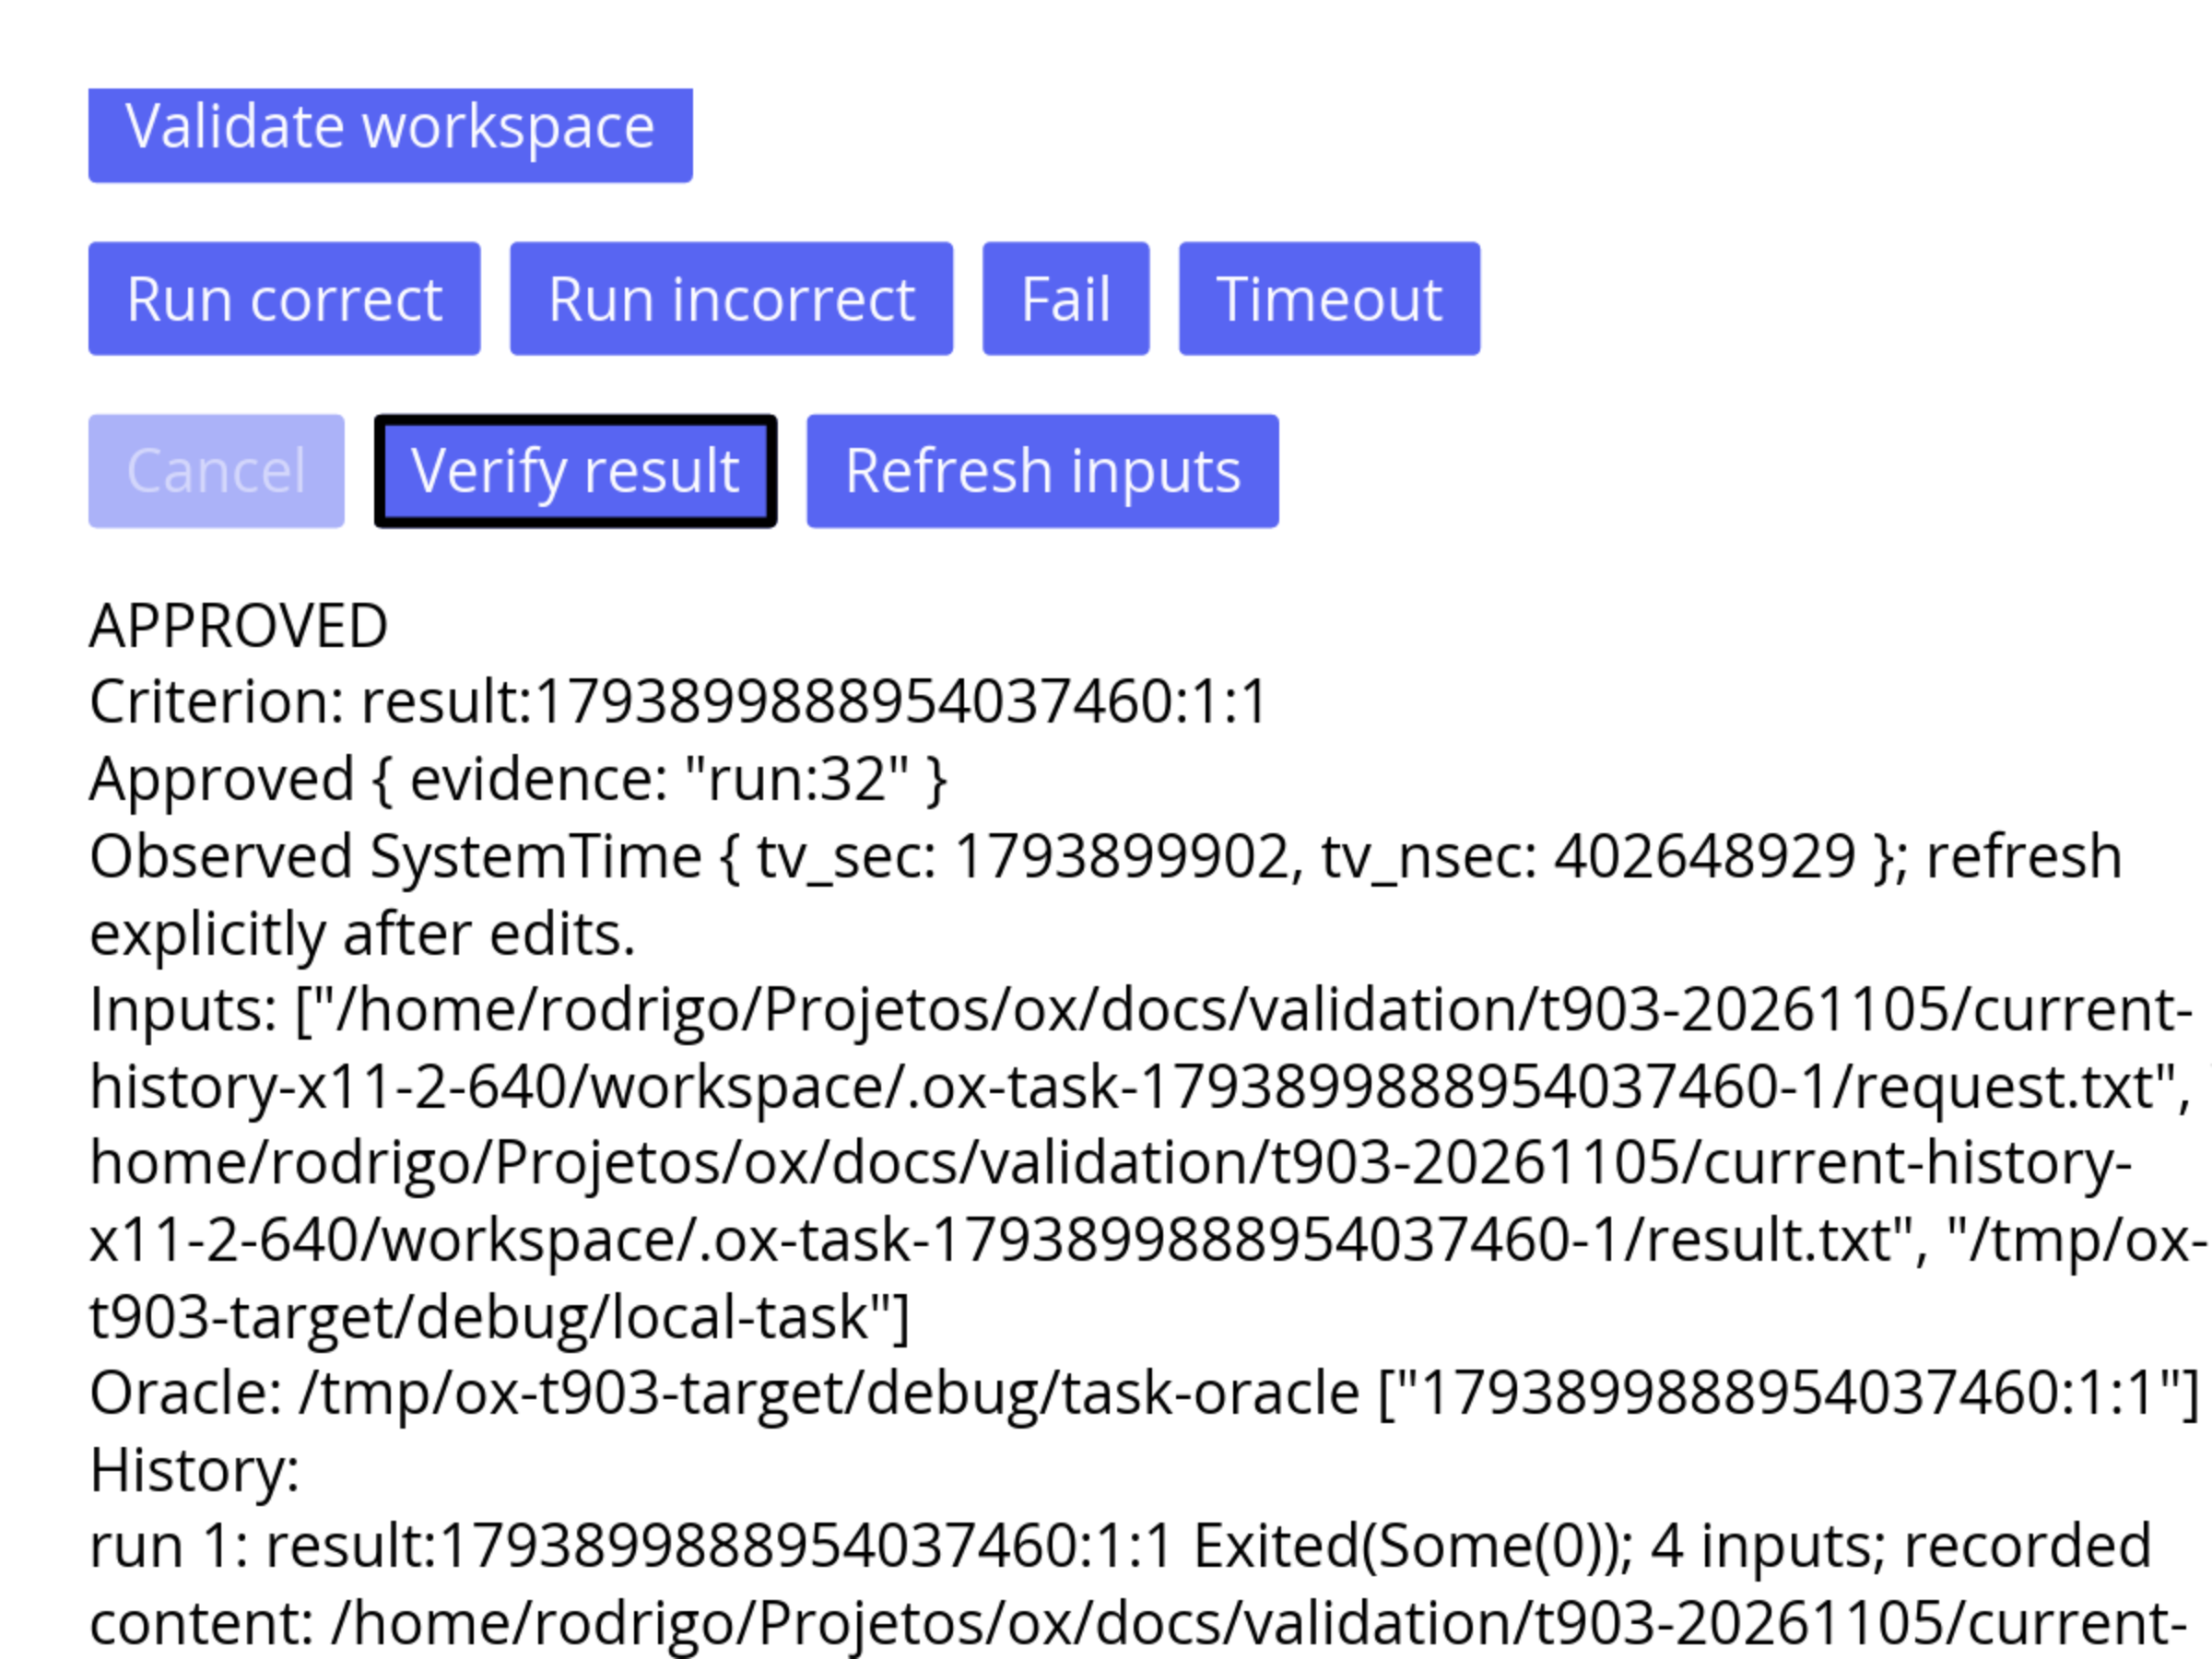 Validate workspace
Run correct Run incorrect Fail Timeout
Cancel Verify result Refresh inputs
APPROVED
Criterion: result:1793899888954037460:1:1
Approved { evidence: "run:32" }
Observed SystemTime { tv_sec: 1793899902, tv_nsec: 402648929 }; refresh
explicitly after edits.
Inputs: ["/home/rodrigo/Projetos/ox/docs/validation/t903-20261105/current-
history-x11-2-640/workspace/.ox-task-1793899888954037460-1/request.txt",
home/rodrigo/Projetos/ox/docs/validation/t903-20261105/current-history-
x11-2-640/workspace/.ox-task-1793899888954037460-1/result.txt", "/tmp/ox-
t903-target/debug/local-task"]
Oracle: /tmp/ox-t903-target/debug/task-oracle ["1793899888954037460:1:1"]
History:
run 1: result:1793899888954037460:1:1 Exited(Some(0)); 4 inputs; recorded
content: /home/rodrigo/Projetos/ox/docs/validation/t903-20261105/current-